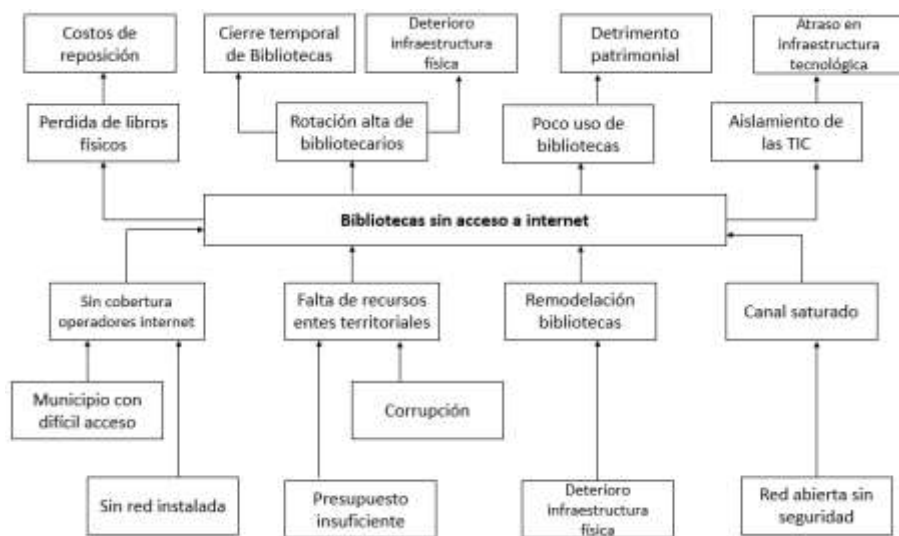 Costos de
reposición
Cierre temporal
de Bibliotecas
Deterioro
infraestructura
física
Detrimento
patrimonial
Atraso en
infraestructura
tecnológica
Perdida de libros
físicos
Rotación alta de
bibliotecarios
Poco uso de
bibliotecas
Aislamiento de
las TIC
Bibliotecas sin acceso a internet
Sin cobertura
operadores internet
Falta de recursos
entes territoriales
Remodelación
bibliotecas
Canal saturado
Municipio con
difícil acceso
Corrupción
Sin red instalada
Presupuesto
insuficiente
Deterioro
infraestructura
física
Red abierta sin
seguridad